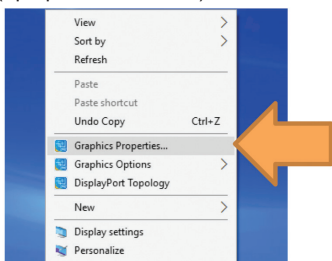 View
Sort by
Refresh
Paste
Paste shortcut
Undo Copy Ctrl+Z
Graphics Properties...
Graphics Options
DisplayPort Topology
New
Display settings
Personalize